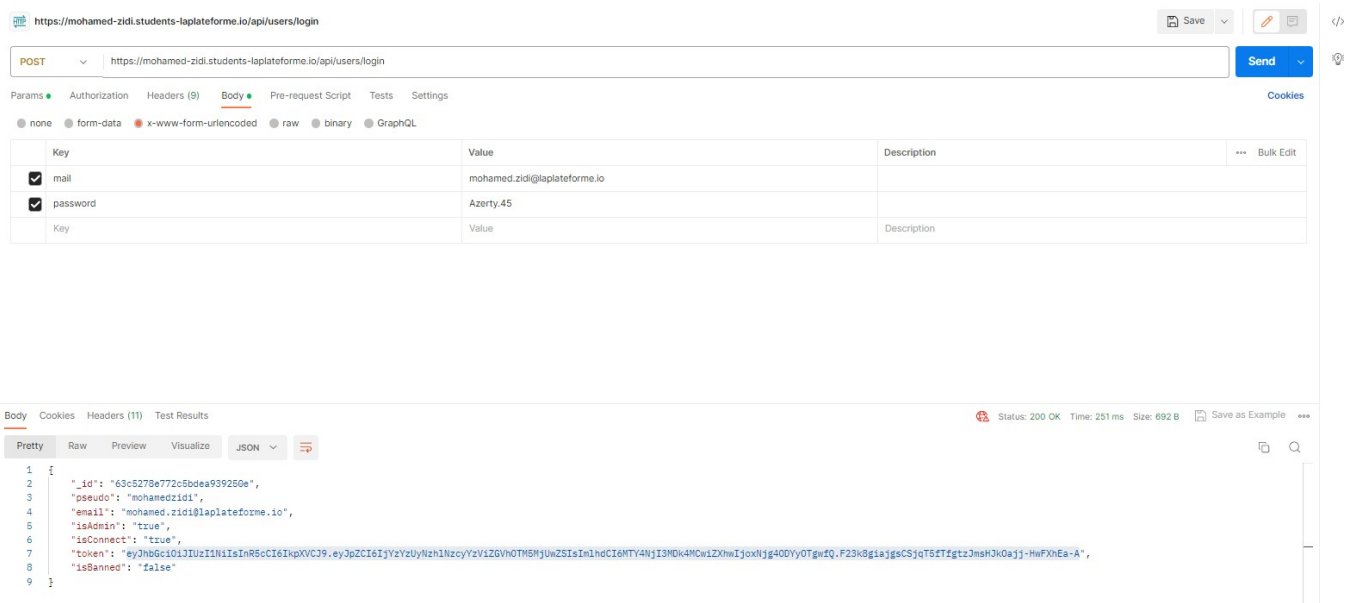 HTTP https://mohamed-zidi.students-laplateforme.io/api/users/login Save
POST https://mohamed-zidi.students-laplateforme.io/api/users/login Send
Params Authorization Headers (9) Body Pre-request Script Tests Settings Cookies
none form-data x-www-form-urlencoded raw binary GraphQL
Key Value Description ••• Bulk Edit
mail mohamed.zidi@laplateforme.io
password Azerty.45
Key Value Description
Body Cookies Headers (11) Test Results Status: 200 OK Time: 251 ms Size: 692 B Save as Example •••
Pretty Raw Preview Visualize JSON
1 {
2 "_id": "63c5278e772c5bdea939250e",
3 "pseudo": "mohamedzidi",
4 "email": "mohamed.zidi@laplateforme.io",
5 "isAdmin": "true",
6 "isConnect": "true",
7 "token": "eyJhbGciOiJIUzI1NiIsInR5cCI6IkpXVCJ9.eyJpZCI6IjYzYzUyNzhlNzcyYzViZGVhOTM5MjUwZSIsImlhdCI6MTY4NjI3MDk4MCwiZXhwIjoxNjg4ODYyOTgwfQ.F23k8giajgsCSjqT5fTfgtzJmsHJkOajj-HwFXhEa-A",
8 "isBanned": "false"
9 }